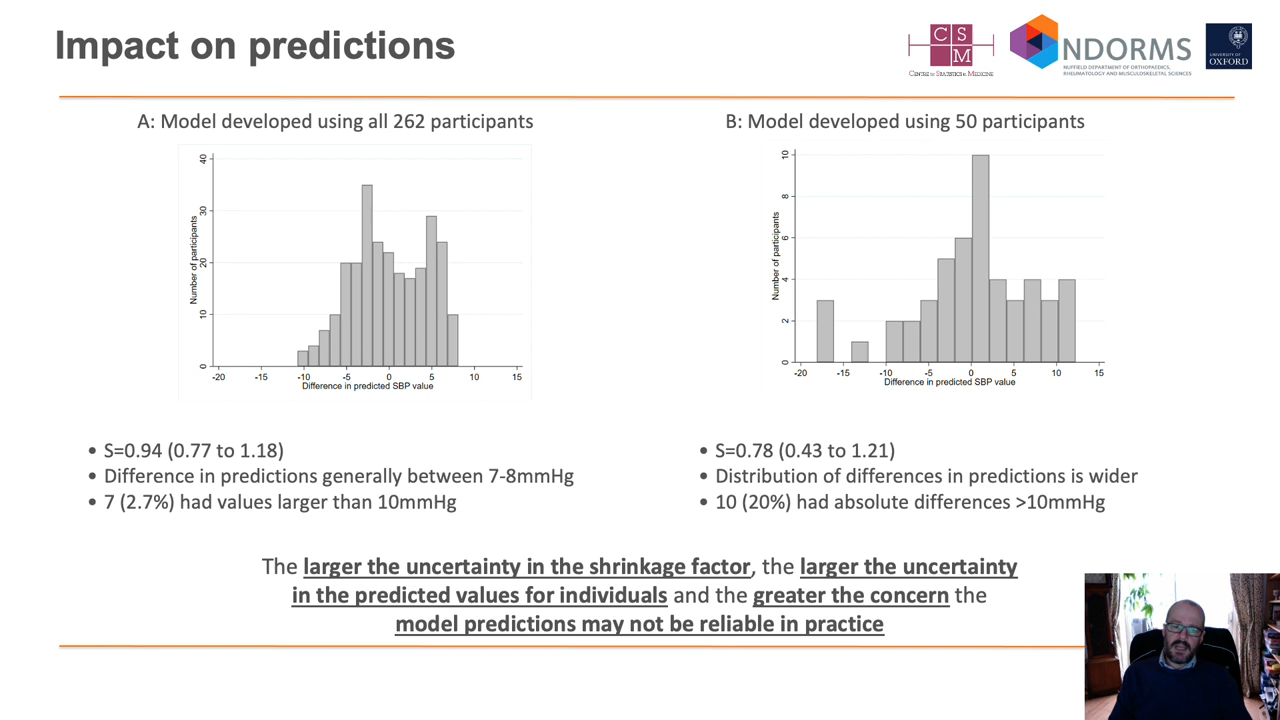 Impact on predictions
C S
M
CENTRE for STATISTICS in MEDICINE
NDORMS
NUFFIELD DEPARTMENT OF ORTHOPAEDICS,
RHEUMATOLOGY AND MUSCULOSKELETAL SCIENCES
UNIVERSITY OF
OXFORD
A: Model developed using all 262 participants
Number of participants
40
30
20
10
0
-20 -15 -10 -5 0 5 10 15
Difference in predicted SBP value
• S=0.94 (0.77 to 1.18)
• Difference in predictions generally between 7-8mmHg
• 7 (2.7%) had values larger than 10mmHg
B: Model developed using 50 participants
Number of participants
10
8
6
4
2
0
-20 -15 -10 -5 0 5 10 15
Difference in predicted SBP value
• S=0.78 (0.43 to 1.21)
• Distribution of differences in predictions is wider
• 10 (20%) had absolute differences >10mmHg
The larger the uncertainty in the shrinkage factor, the larger the uncertainty
in the predicted values for individuals and the greater the concern the
model predictions may not be reliable in practice